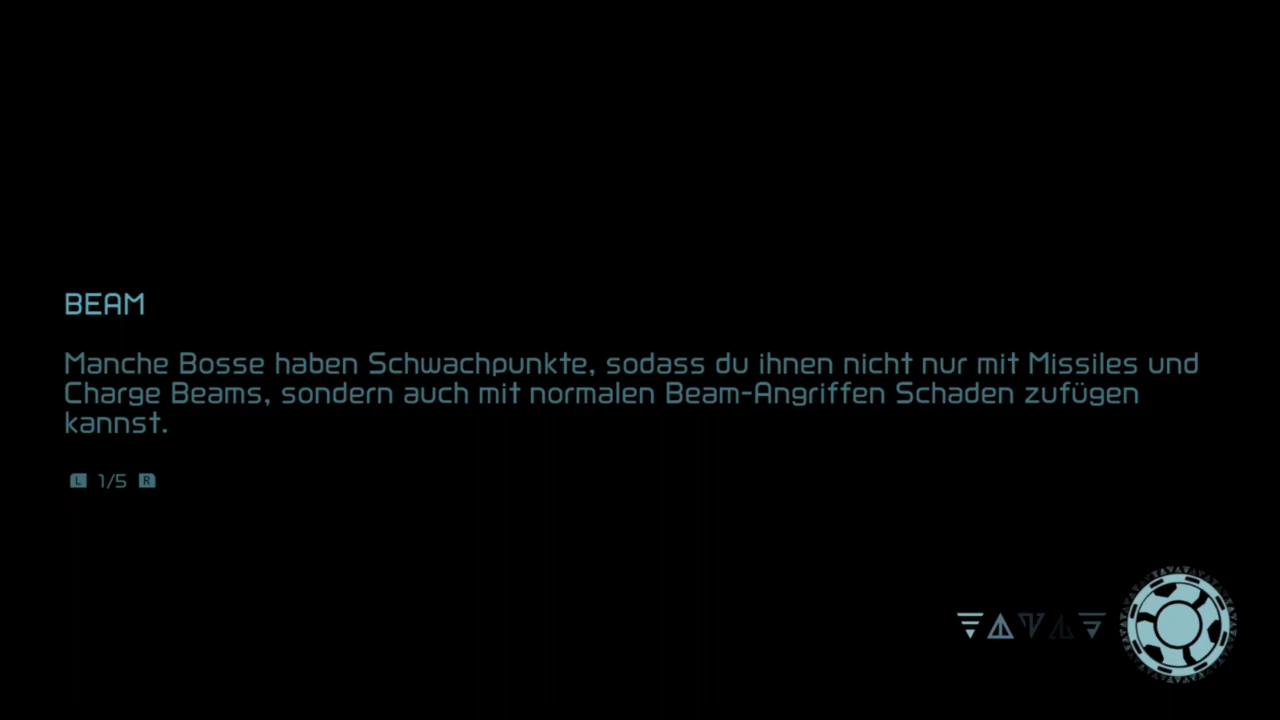 BEAM
Manche Bosse haben Schwachpunkte, sodass du ihnen nicht nur mit Missiles und
Charge Beams, sondern auch mit normalen Beam-Angriffen Schaden zufügen
kannst.
L 1/5 R